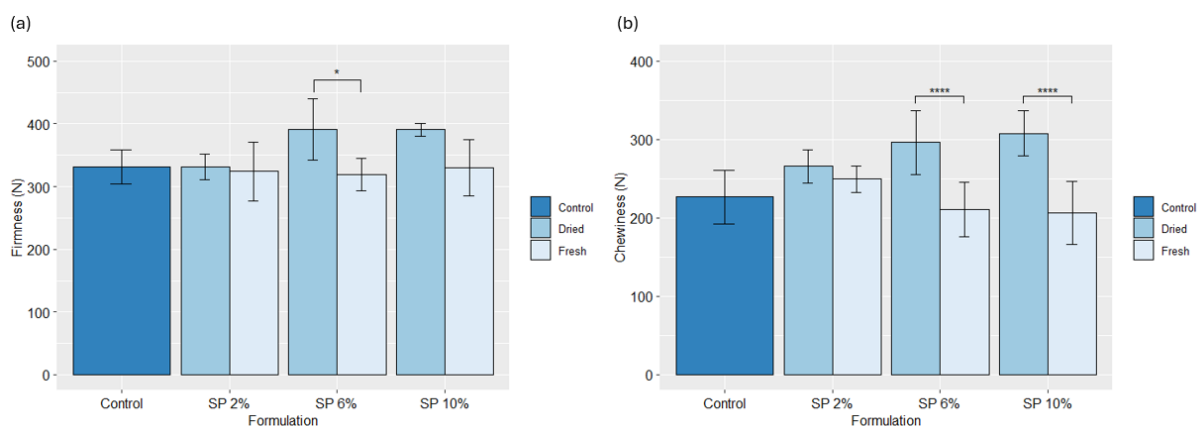 (a)
500
400
300
200
100
0
Firmness (N)
*
Control
SP 2%
SP 6%
SP 10%
Formulation
Control
Dried
Fresh
(b)
400
300
200
100
0
Chewiness (N)
****
****
Control
SP 2%
SP 6%
SP 10%
Formulation
Control
Dried
Fresh